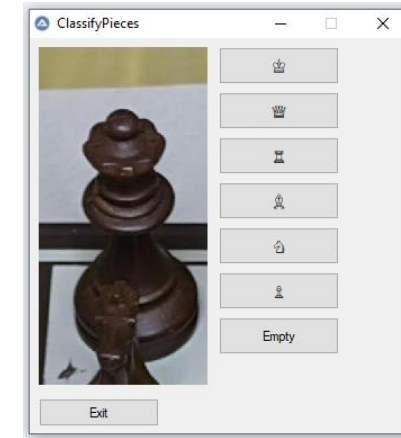 ClassifyPieces
♔
♕
♖
♗
♘
♙
Empty
Exit